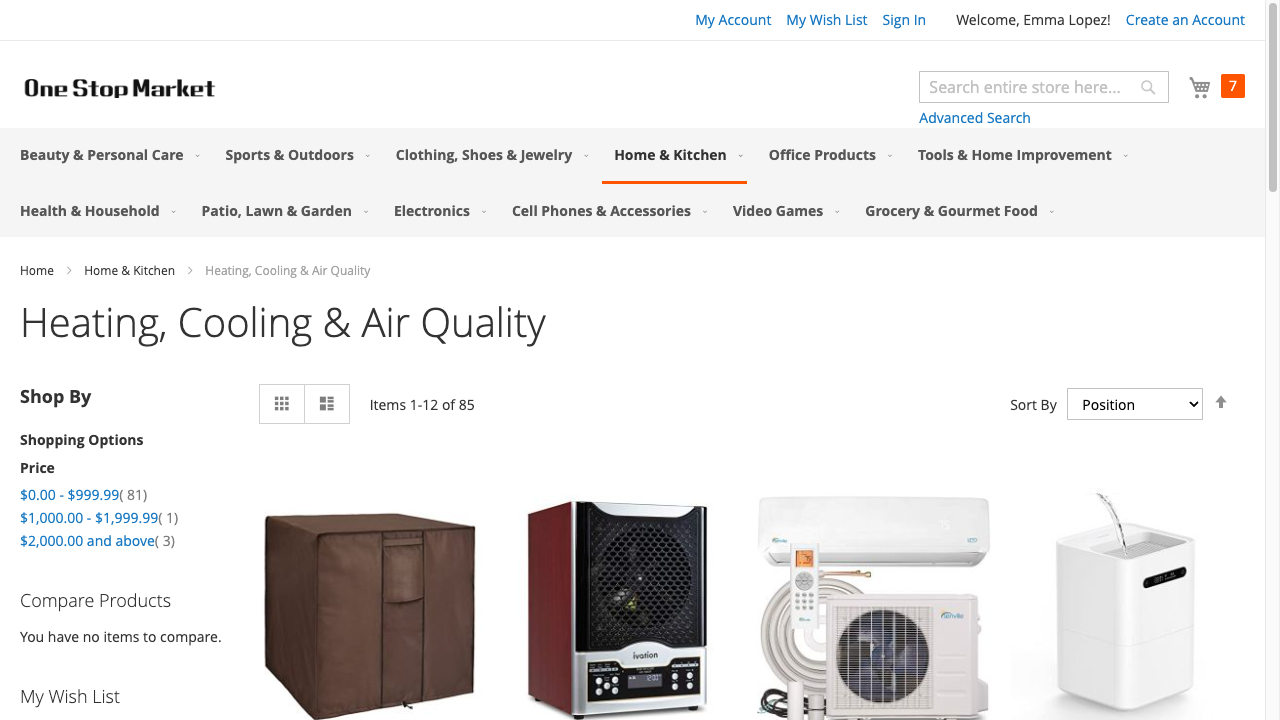 My Account My Wish List Sign In Welcome, Emma Lopez! Create an Account
One Stop Market
Search entire store here...
7
Advanced Search
Beauty & Personal Care Sports & Outdoors Clothing, Shoes & Jewelry Home & Kitchen Office Products Tools & Home Improvement
Health & Household Patio, Lawn & Garden Electronics Cell Phones & Accessories Video Games Grocery & Gourmet Food
Home Home & Kitchen Heating, Cooling & Air Quality
Heating, Cooling & Air Quality
Shop By
Items 1-12 of 85
Sort By Position
Shopping Options
Price
$0.00 - $999.99( 81)
$1,000.00 - $1,999.99( 1)
$2,000.00 and above( 3)
Compare Products
You have no items to compare.
My Wish List
ivation
senville